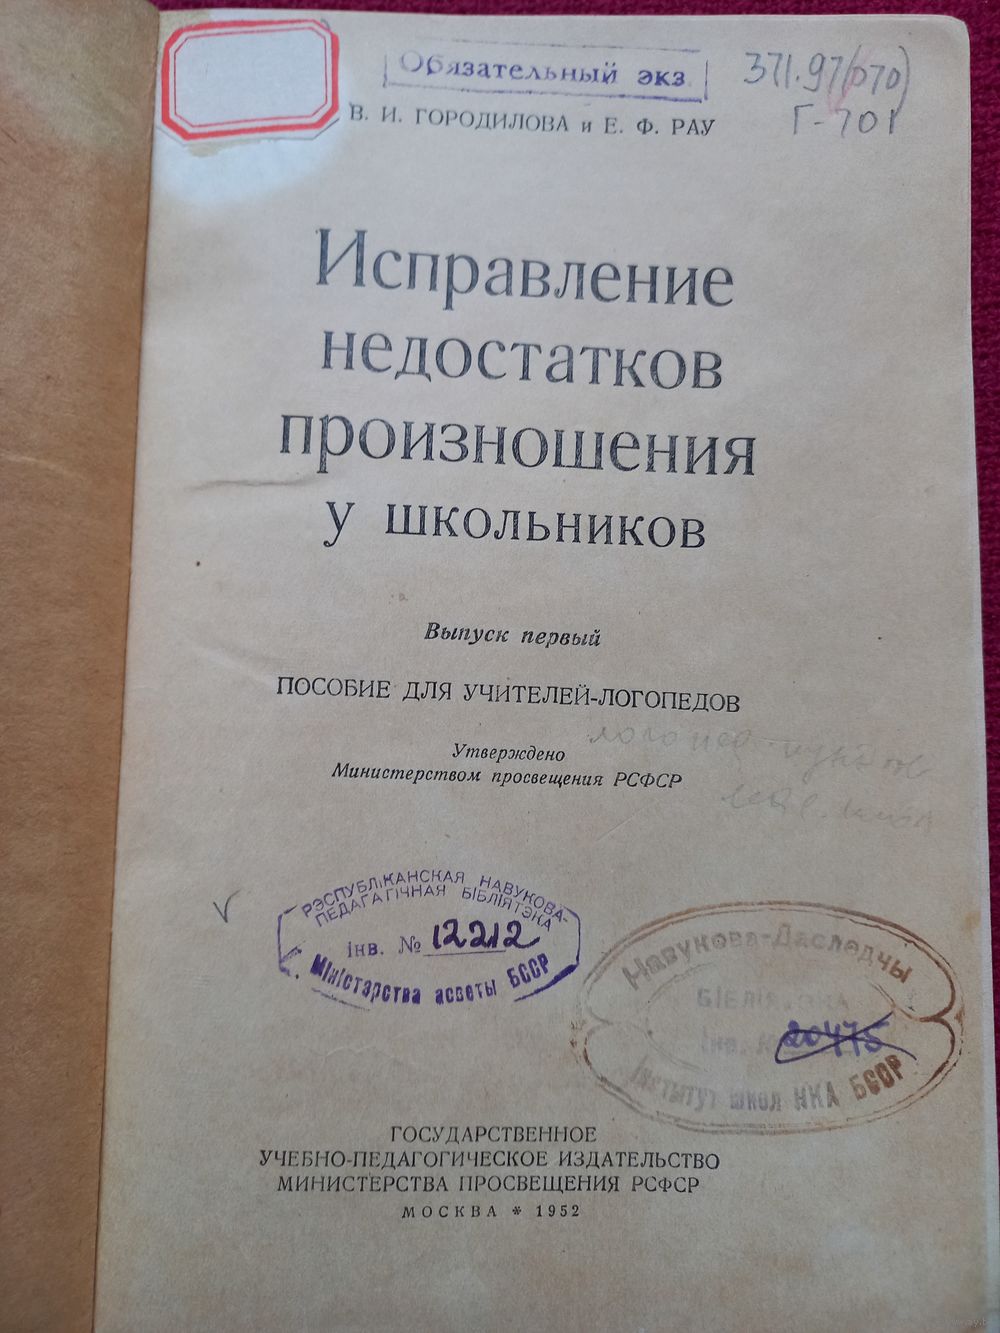 Обязательный экз.
371.97(070)
Г-701
В. И. ГОРОДИЛОВА и Е. Ф. РАУ
Исправление
недостатков
произношения
у школьников
Выпуск первый
ПОСОБИЕ ДЛЯ УЧИТЕЛЕЙ-ЛОГОПЕДОВ
Утверждено
Министерством просвещения РСФСР
РЭСПУБЛІКАНСКАЯ НАВУКОВА-
ПЕДАГАГІЧНАЯ БІБЛІЯТЭКА
Інв. № 12212
Міністэрства асветы БССР
Навукова-Даследчы
БІБЛІЯТЭКА
Інв. № 20475
Інстытут школ НКА БССР
ГОСУДАРСТВЕННОЕ
УЧЕБНО-ПЕДАГОГИЧЕСКОЕ ИЗДАТЕЛЬСТВО
МИНИСТЕРСТВА ПРОСВЕЩЕНИЯ РСФСР
МОСКВА * 1952